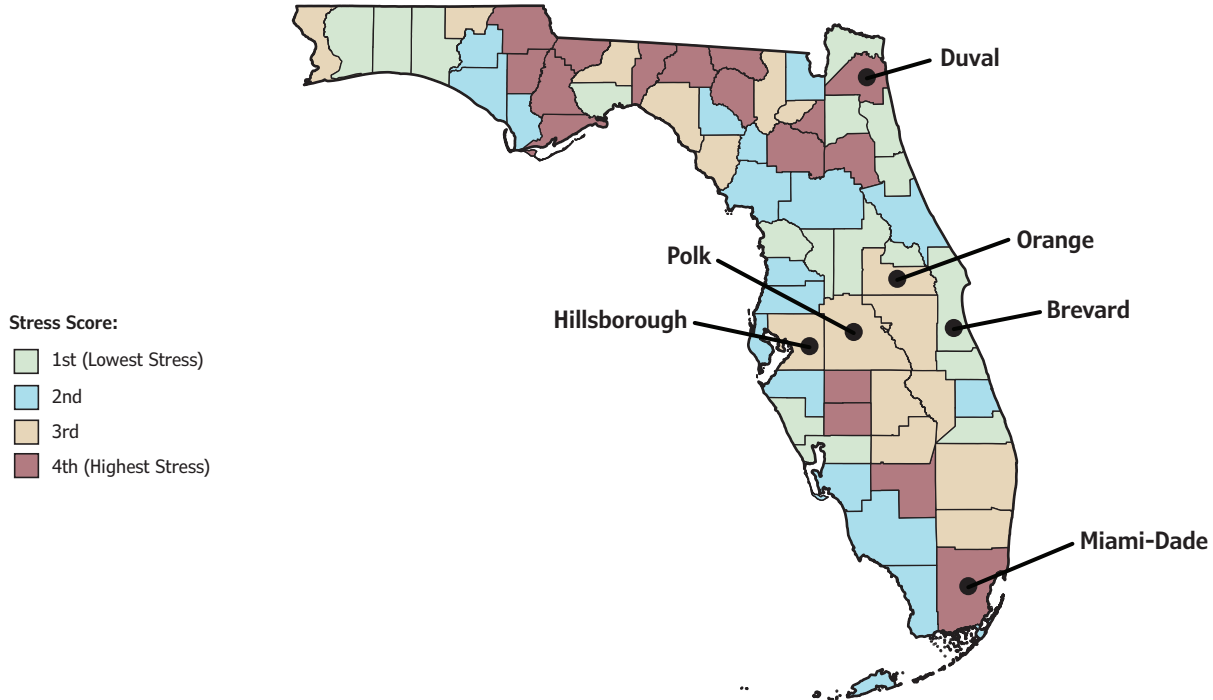 Duval
Orange
Polk
Brevard
Hillsborough
Stress Score:
1st (Lowest Stress)
2nd
3rd
4th (Highest Stress)
Miami-Dade